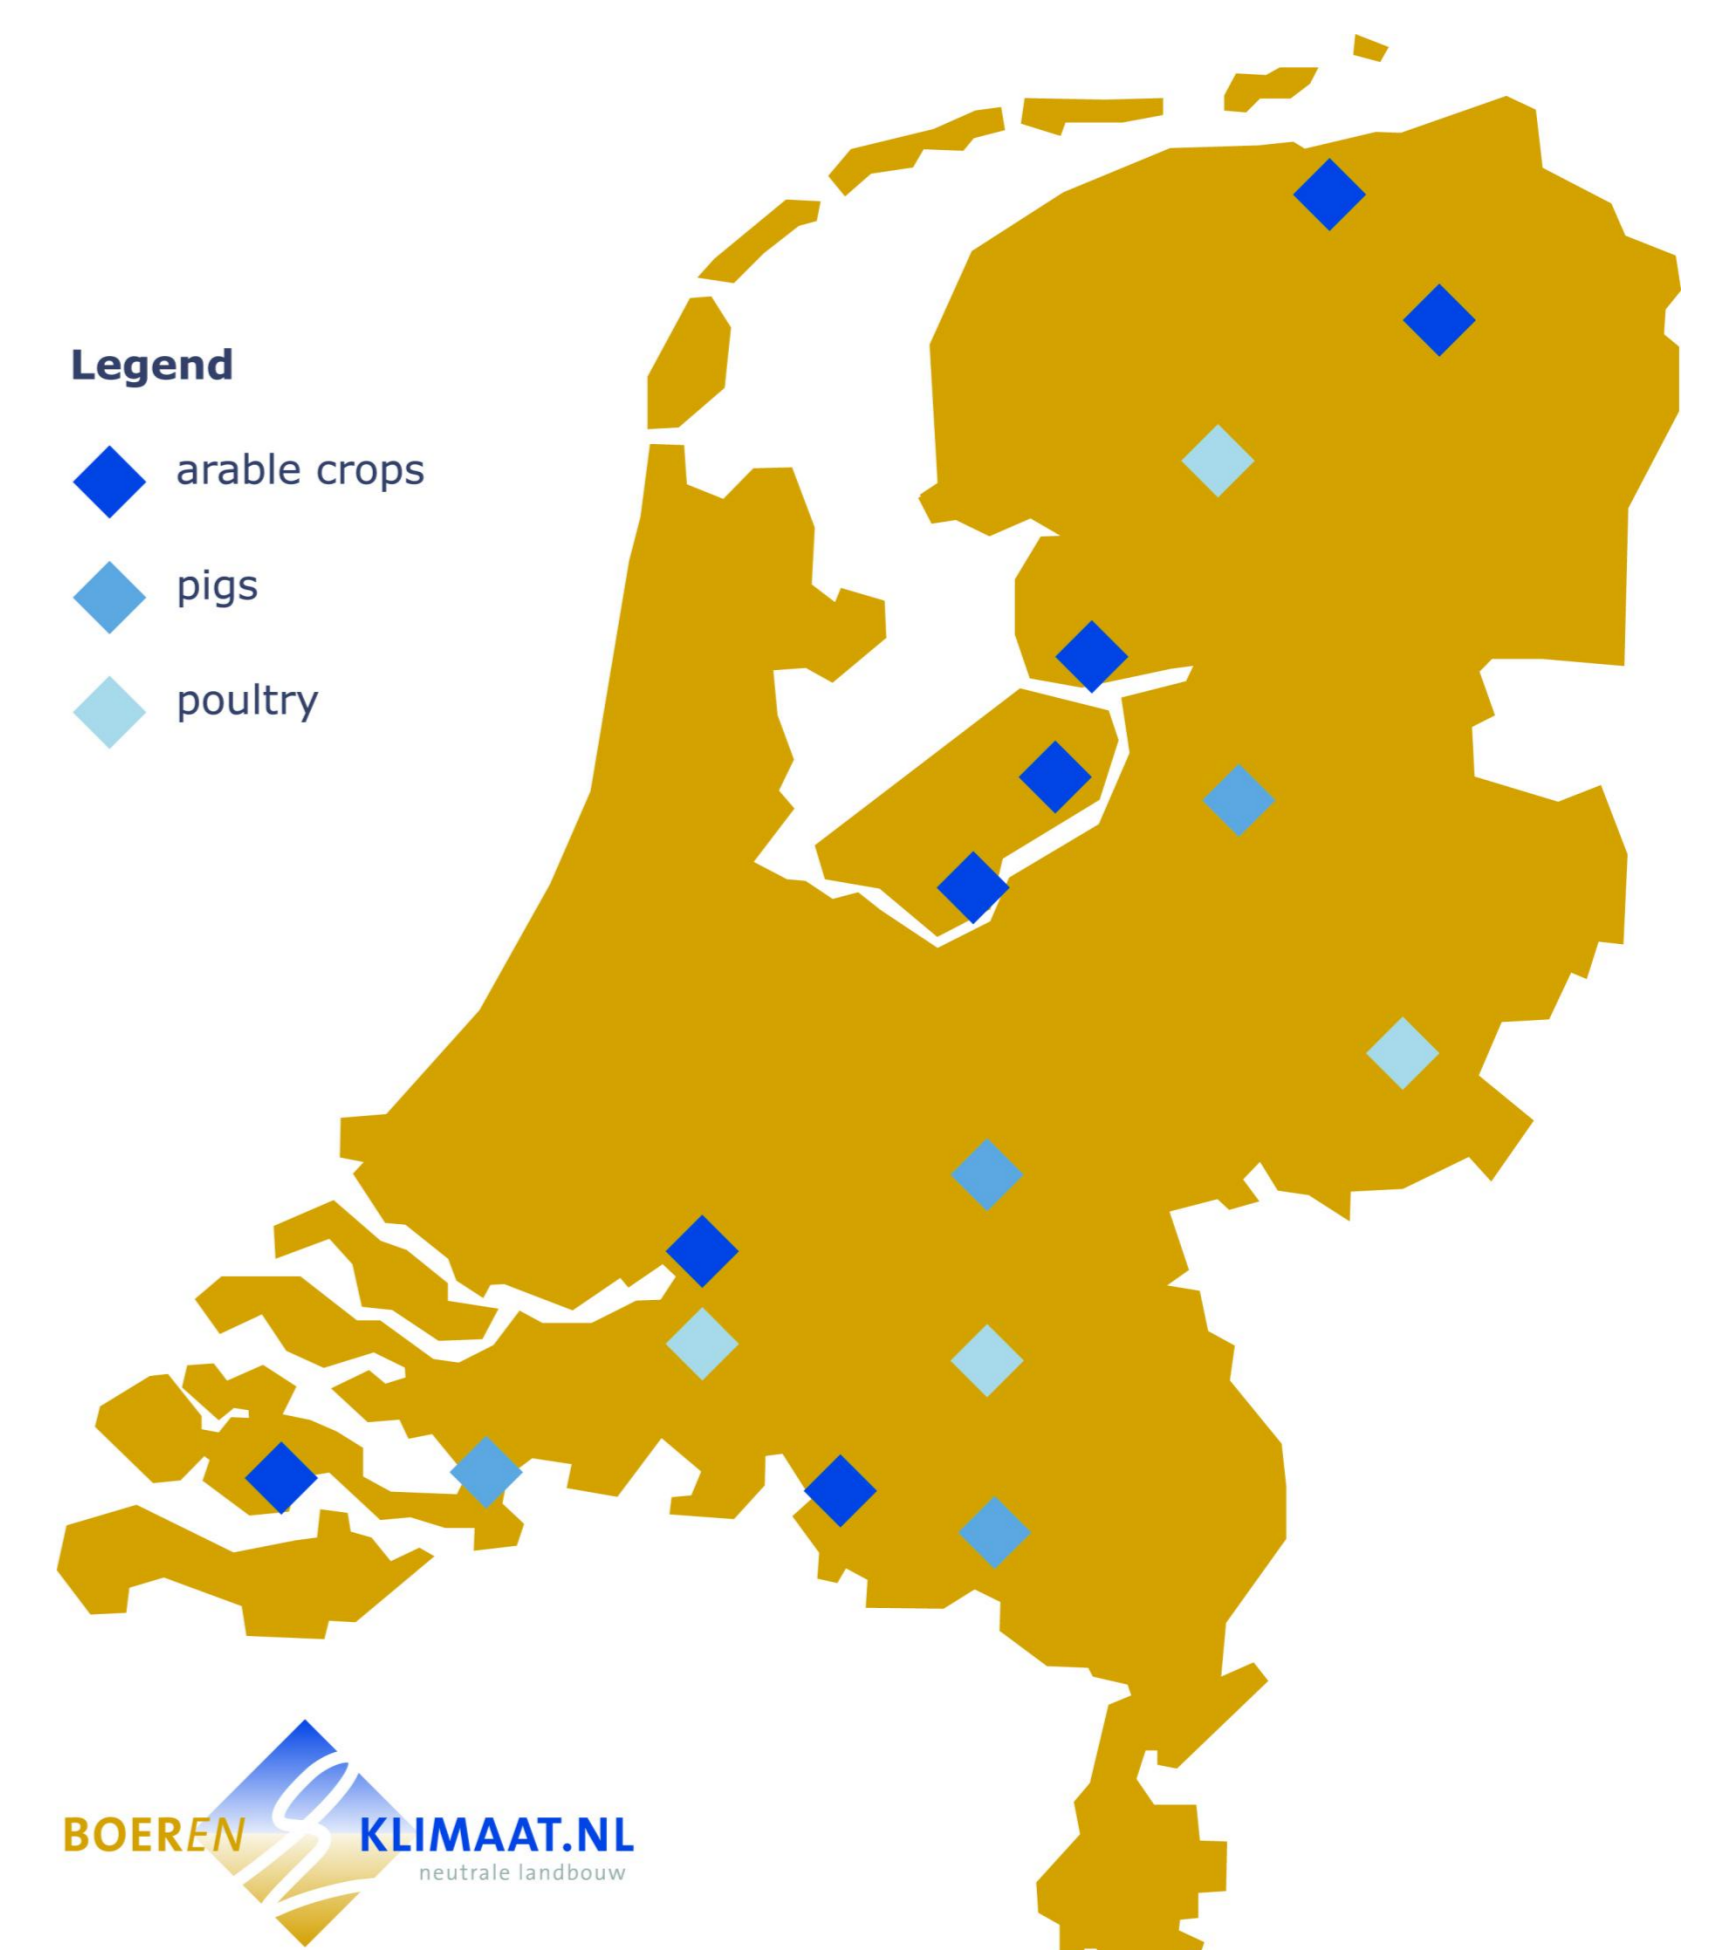 Legend
arable crops
pigs
poultry
BOEREN KLIMAAT.NL
neutrale landbouw